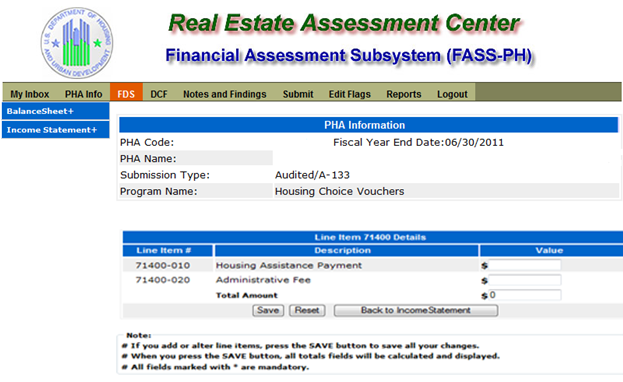 U.S. DEPARTMENT OF HOUSING
AND URBAN DEVELOPMENT
Real Estate Assessment Center
Financial Assessment Subsystem (FASS-PH)
My Inbox PHA Info FDS DCF Notes and Findings Submit Edit Flags Reports Logout
BalanceSheet+
Income Statement+
PHA Information
PHA Code: Fiscal Year End Date:06/30/2011
PHA Name:
Submission Type: Audited/A-133
Program Name: Housing Choice Vouchers
Line Item 71400 Details
Line Item # Description Value
71400-010 Housing Assistance Payment $
71400-020 Administrative Fee $
Total Amount $ 0
Save Reset Back to IncomeStatement
Note:
# If you add or alter line items, press the SAVE button to save all your changes.
# When you press the SAVE button, all totals fields will be calculated and displayed.
# All fields marked with * are mandatory.